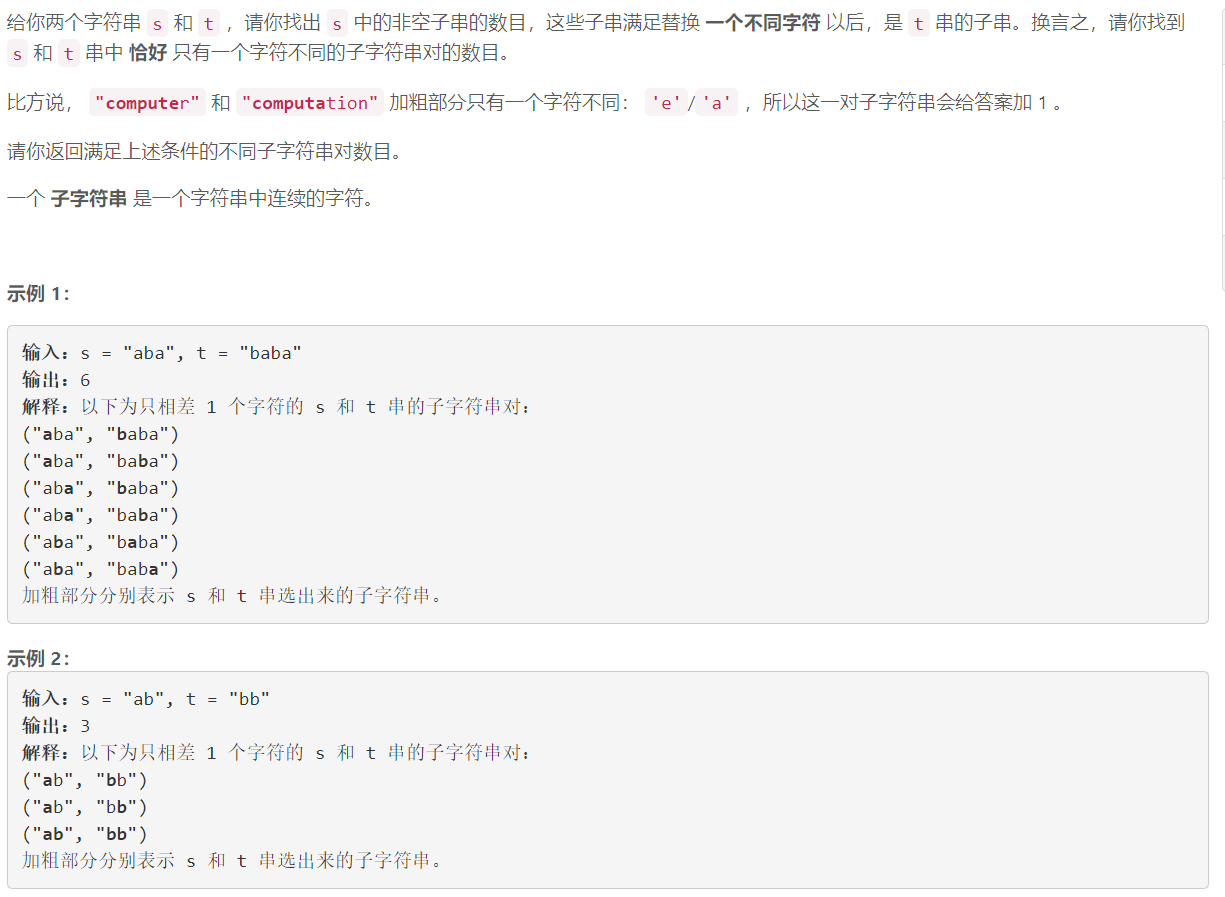 给你两个字符串 s 和 t ，请你找出 s 中的非空子串的数目，这些子串满足替换 一个不同字符 以后，是 t 串的子串。换言之，请你找到
s 和 t 串中 恰好 只有一个字符不同的子字符串对的数目。
比方说， "computer" 和 "computation" 加粗部分只有一个字符不同： 'e'/'a' ，所以这一对子字符串会给答案加 1 。
请你返回满足上述条件的不同子字符串对数目。
一个 子字符串 是一个字符串中连续的字符。
示例 1：
输入：s = "aba", t = "baba"
输出：6
解释：以下为只相差 1 个字符的 s 和 t 串的子字符串对：
("aba", "baba")
("aba", "baba")
("aba", "baba")
("aba", "baba")
("aba", "baba")
("aba", "baba")
加粗部分分别表示 s 和 t 串选出来的子字符串。
示例 2：
输入：s = "ab", t = "bb"
输出：3
解释：以下为只相差 1 个字符的 s 和 t 串的子字符串对：
("ab", "bb")
("ab", "bb")
("ab", "bb")
加粗部分分别表示 s 和 t 串选出来的子字符串。